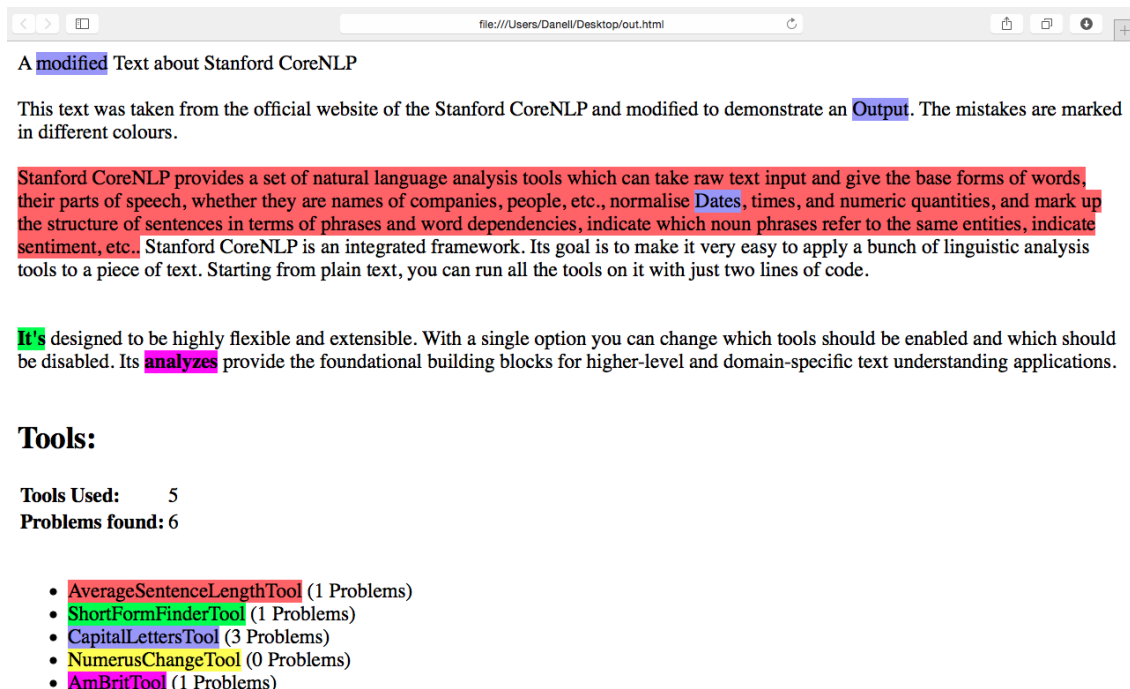 file:///Users/Danell/Desktop/out.html
A modified Text about Stanford CoreNLP
This text was taken from the official website of the Stanford CoreNLP and modified to demonstrate an Output. The mistakes are marked
in different colours.
Stanford CoreNLP provides a set of natural language analysis tools which can take raw text input and give the base forms of words,
their parts of speech, whether they are names of companies, people, etc., normalise Dates, times, and numeric quantities, and mark up
the structure of sentences in terms of phrases and word dependencies, indicate which noun phrases refer to the same entities, indicate
sentiment, etc.. Stanford CoreNLP is an integrated framework. Its goal is to make it very easy to apply a bunch of linguistic analysis
tools to a piece of text. Starting from plain text, you can run all the tools on it with just two lines of code.
It's designed to be highly flexible and extensible. With a single option you can change which tools should be enabled and which should
be disabled. Its analyzes provide the foundational building blocks for higher-level and domain-specific text understanding applications.
Tools:
Tools Used: 5
Problems found: 6
• AverageSentenceLengthTool (1 Problems)
• ShortFormFinderTool (1 Problems)
• CapitalLettersTool (3 Problems)
• NumerusChangeTool (0 Problems)
• AmBritTool (1 Problems)